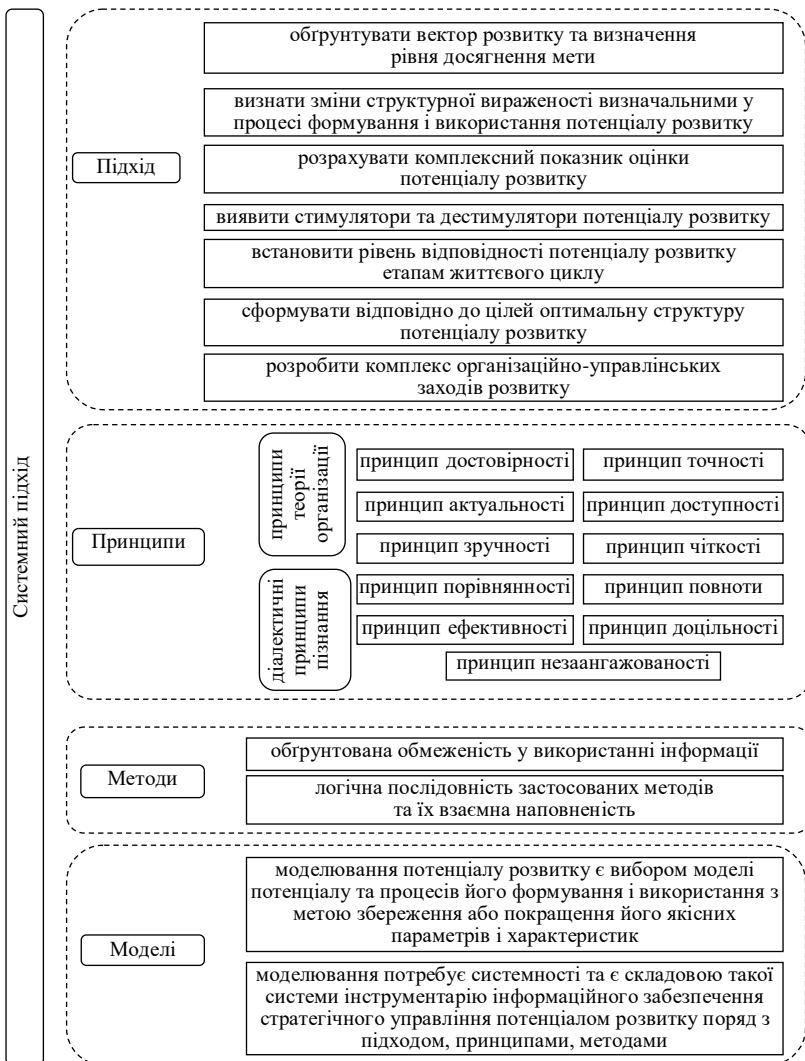 Системний підхід
Підхід
обґрунтувати вектор розвитку та визначення
рівня досягнення мети
визнати зміни структурної вираженості визначальними у
процесі формування і використання потенціалу розвитку
розрахувати комплексний показник оцінки
потенціалу розвитку
виявити стимулятори та дестимулятори потенціалу розвитку
встановити рівень відповідності потенціалу розвитку
етапам життєвого циклу
сформувати відповідно до цілей оптимальну структуру
потенціалу розвитку
розробити комплекс організаційно-управлінських
заходів розвитку
Принципи
принципи
теорії
організації
діалектичні
принципи
пізнання
принцип достовірності
принцип точності
принцип актуальності
принцип доступності
принцип зручності
принцип чіткості
принцип порівнянності
принцип повноти
принцип ефективності
принцип доцільності
принцип незаангажованості
Методи
обґрунтована обмеженість у використанні інформації
логічна послідовність застосованих методів
та їх взаємна наповненість
Моделі
моделювання потенціалу розвитку є вибором моделі
потенціалу та процесів його формування і використання з
метою збереження або покращення його якісних
параметрів і характеристик
моделювання потребує системності та є складовою такої
системи інструментарію інформаційного забезпечення
стратегічного управління потенціалом розвитку поряд з
підходом, принципами, методами